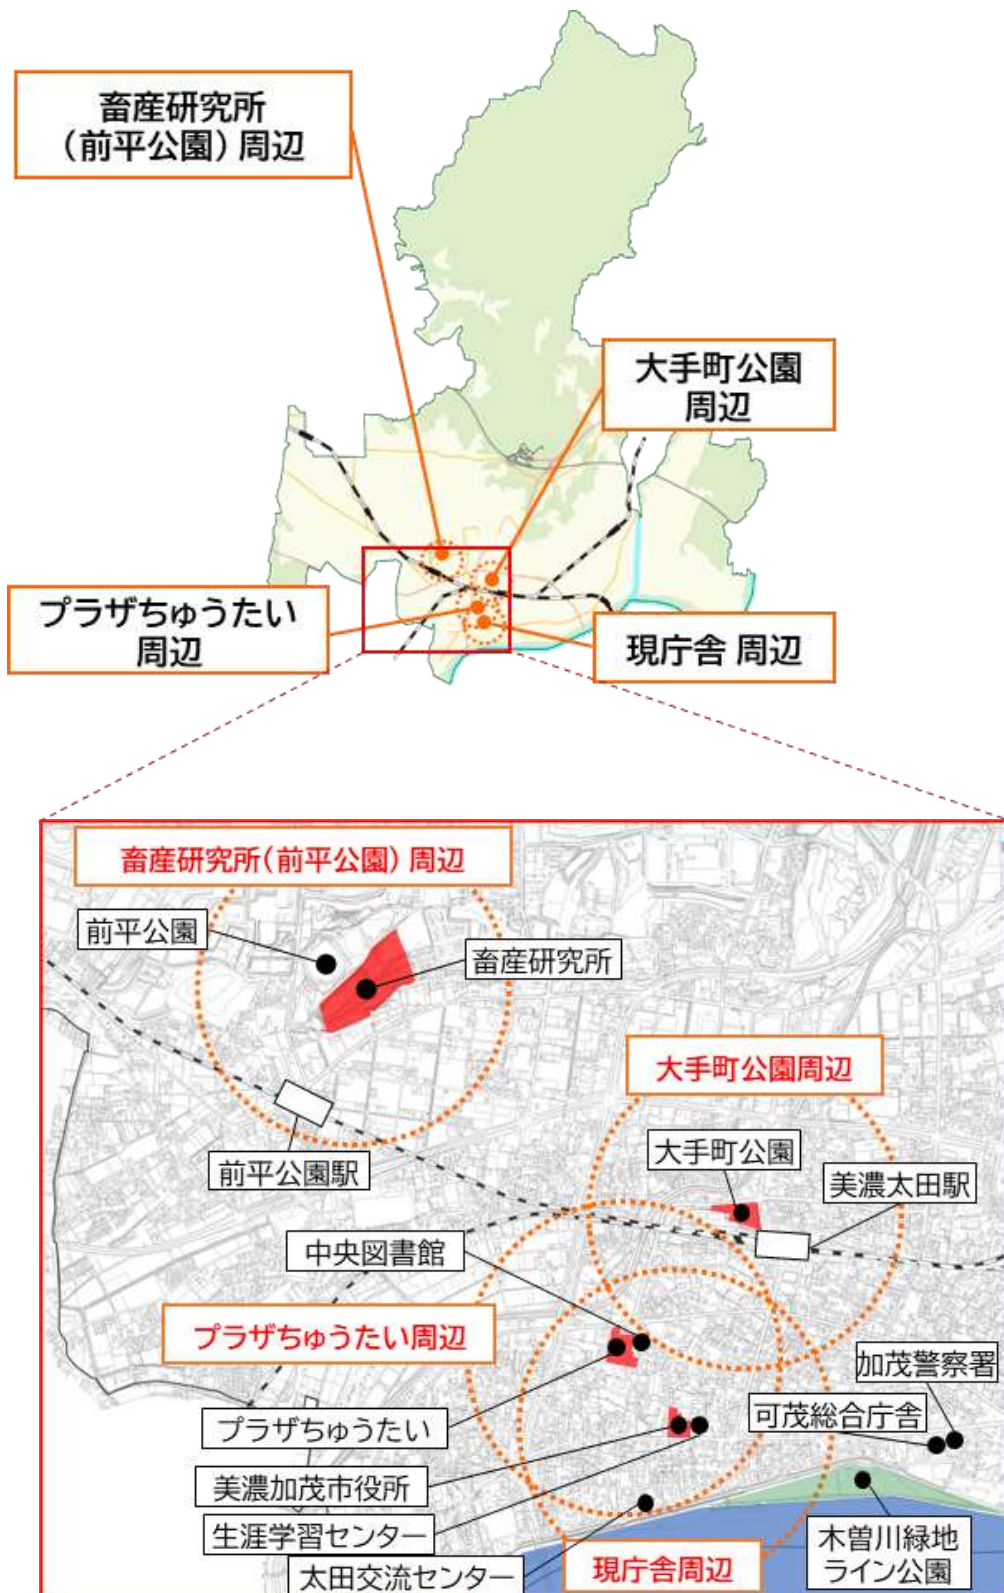 畜産研究所
（前平公園）周辺
大手町公園
周辺
プラザちゅうたい
周辺
現庁舎 周辺
畜産研究所（前平公園）周辺
前平公園
畜産研究所
大手町公園周辺
大手町公園
前平公園駅
美濃太田駅
中央図書館
プラザちゅうたい周辺
加茂警察署
プラザちゅうたい
可茂総合庁舎
美濃加茂市役所
生涯学習センター
木曽川緑地
ライン公園
太田交流センター
現庁舎周辺